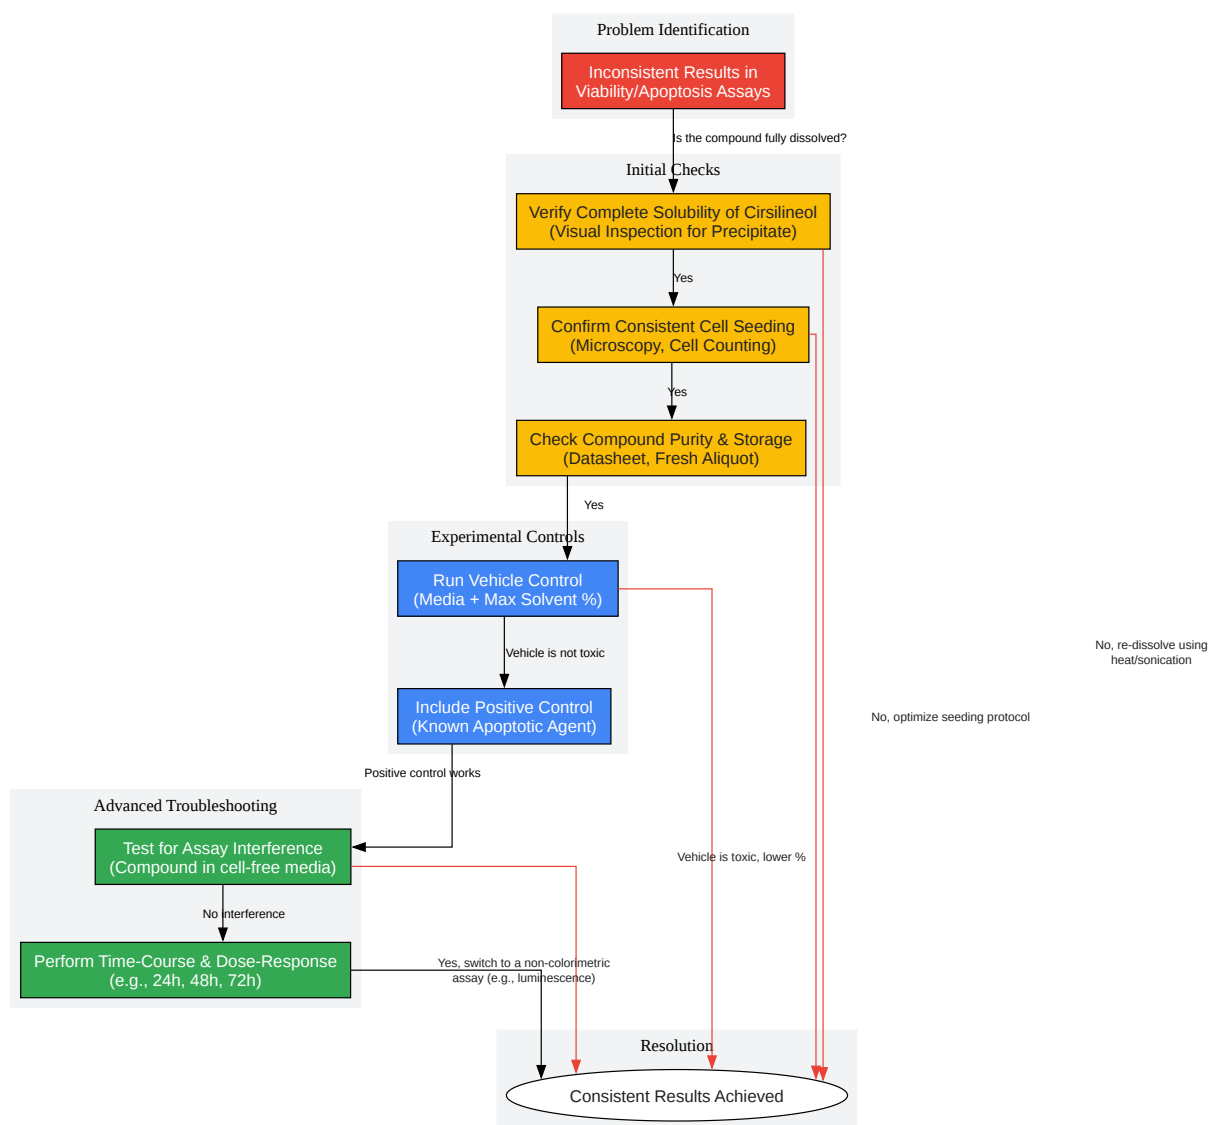 Problem Identification
Inconsistent Results in
Viability/Apoptosis Assays
Is the compound fully dissolved?
Initial Checks
Verify Complete Solubility of Cirsilineol
(Visual Inspection for Precipitate)
Yes
Confirm Consistent Cell Seeding
(Microscopy, Cell Counting)
Yes
Check Compound Purity & Storage
(Datasheet, Fresh Aliquot)
Yes
Experimental Controls
Run Vehicle Control
(Media + Max Solvent %)
Vehicle is not toxic
No, re-dissolve using
heat/sonication
Include Positive Control
(Known Apoptotic Agent)
No, optimize seeding protocol
Positive control works
Advanced Troubleshooting
Test for Assay Interference
(Compound in cell-free media)
Vehicle is toxic, lower %
No interference
Perform Time-Course & Dose-Response
(e.g., 24h, 48h, 72h)
Yes, switch to a non-colorimetric
assay (e.g., luminescence)
Resolution
Consistent Results Achieved